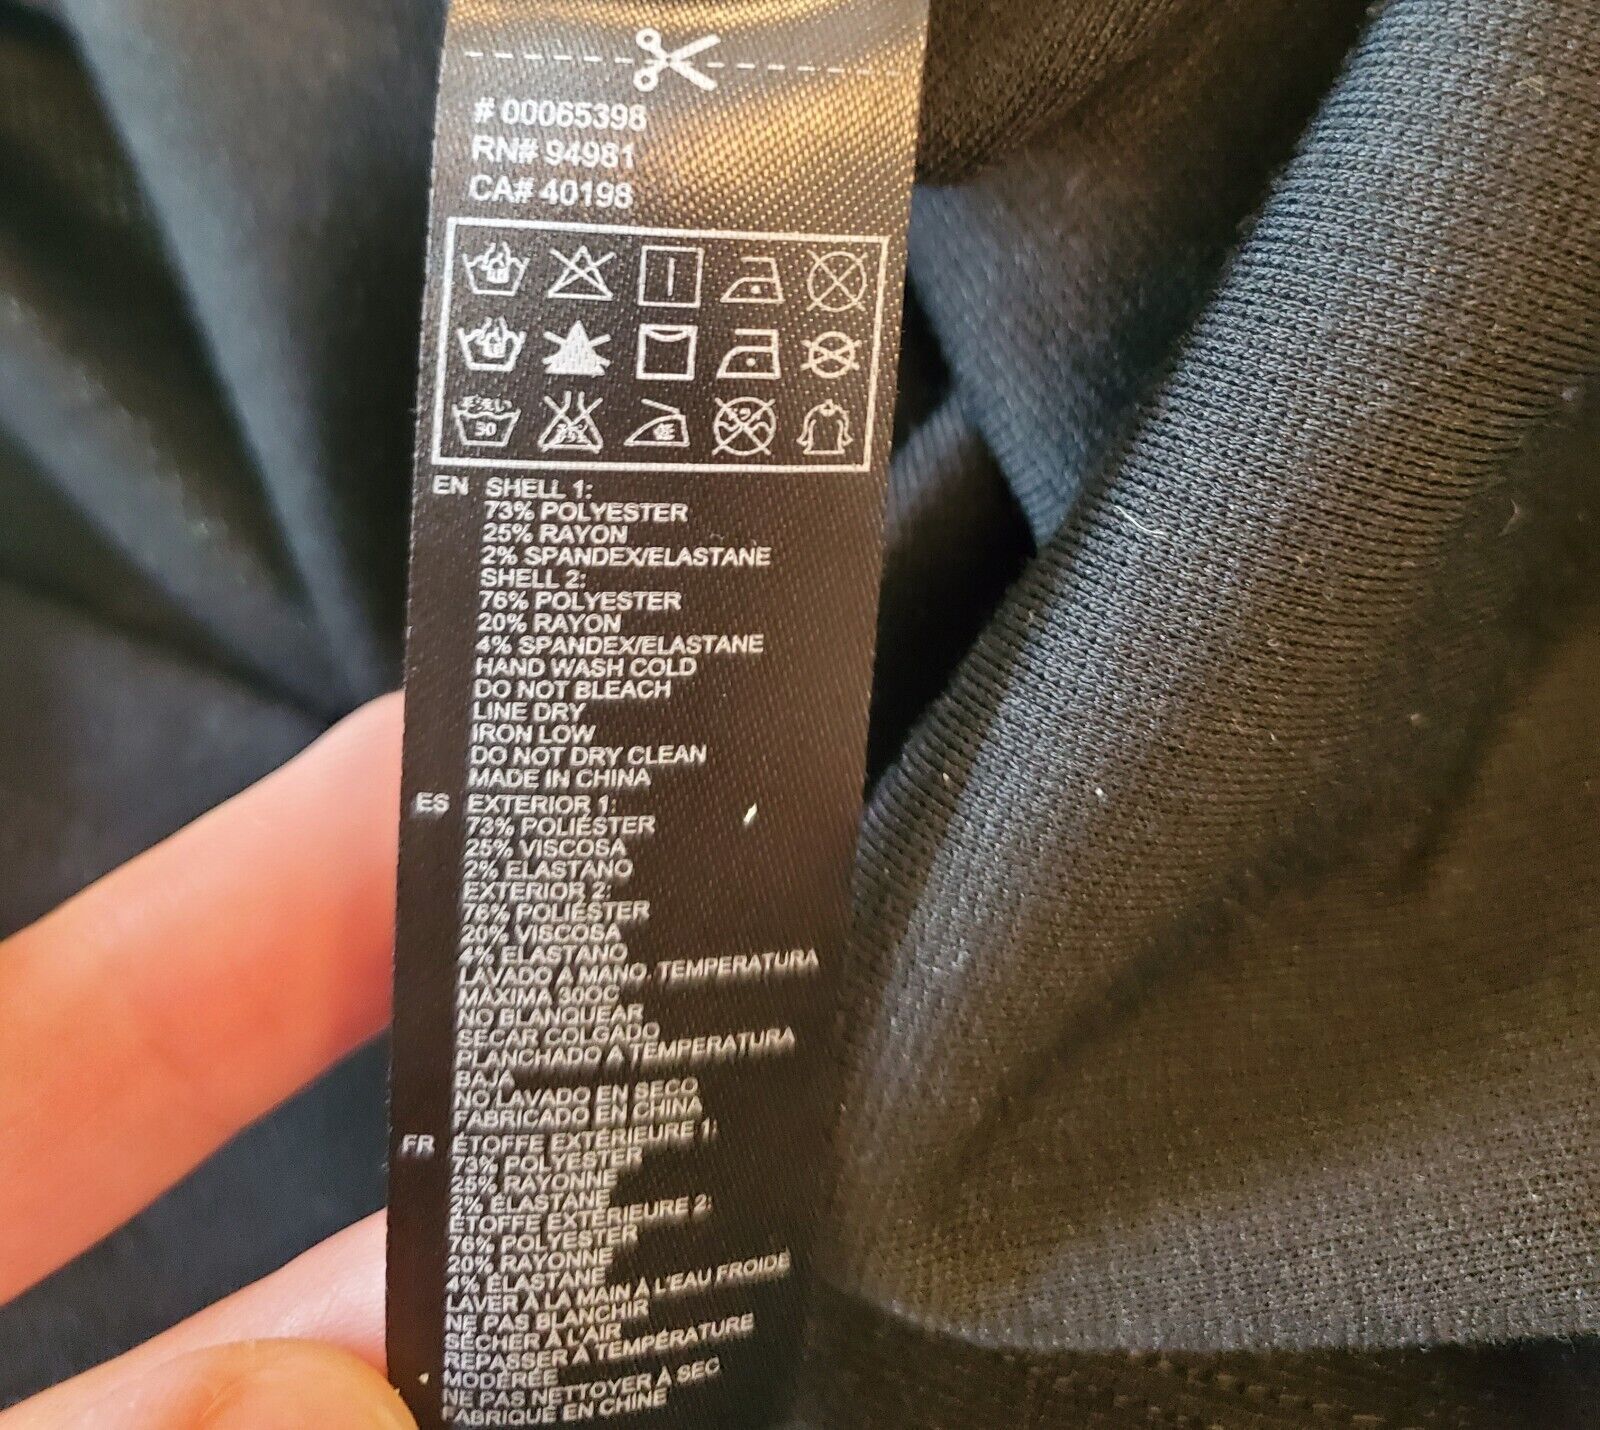 # 00065398
RN# 94981
CA# 40198
30
EN SHELL 1:
73% POLYESTER
25% RAYON
2% SPANDEX/ELASTANE
SHELL 2:
76% POLYESTER
20% RAYON
4% SPANDEX/ELASTANE
HAND WASH COLD
DO NOT BLEACH
LINE DRY
IRON LOW
DO NOT DRY CLEAN
MADE IN CHINA
ES EXTERIOR 1:
73% POLIÉSTER
25% VISCOSA
2% ELASTANO
EXTERIOR 2:
76% POLIÉSTER
20% VISCOSA
4% ELASTANO
LAVADO A MANO. TEMPERATURA
MÁXIMA 30OC
NO BLANQUEAR
SECAR COLGADO
PLANCHADO A TEMPERATURA
BAJA
NO LAVADO EN SECO
FABRICADO EN CHINA
FR ÉTOFFE EXTÉRIEURE 1:
73% POLYESTER
25% RAYONNE
2% ÉLASTANE
ÉTOFFE EXTÉRIEURE 2:
76% POLYESTER
20% RAYONNE
4% ÉLASTANE
LAVER À LA MAIN À L'EAU FROIDE
NE PAS BLANCHIR
SÉCHER À L'AIR
REPASSER À TEMPÉRATURE
MODÉRÉE
NE PAS NETTOYER À SEC
FABRIQUÉ EN CHINE